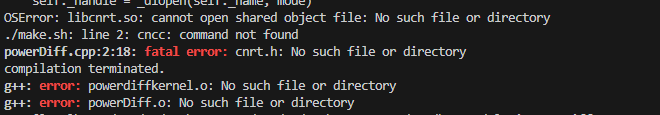 self._handle = _dlopen(self._name, mode)
OSError: libcnrt.so: cannot open shared object file: No such file or directory
./make.sh: line 2: cncc: command not found
powerDiff.cpp:2:18: fatal error: cnrt.h: No such file or directory
compilation terminated.
g++: error: powerdiffkernel.o: No such file or directory
g++: error: powerDiff.o: No such file or directory